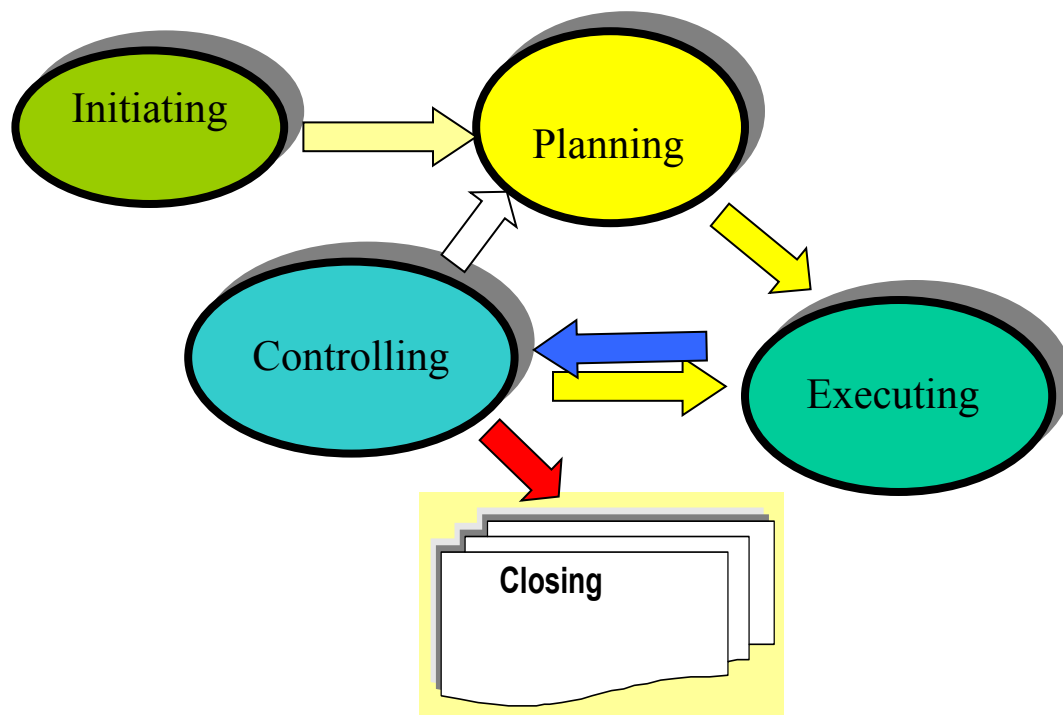 Initiating
Planning
Controlling
Executing
Closing